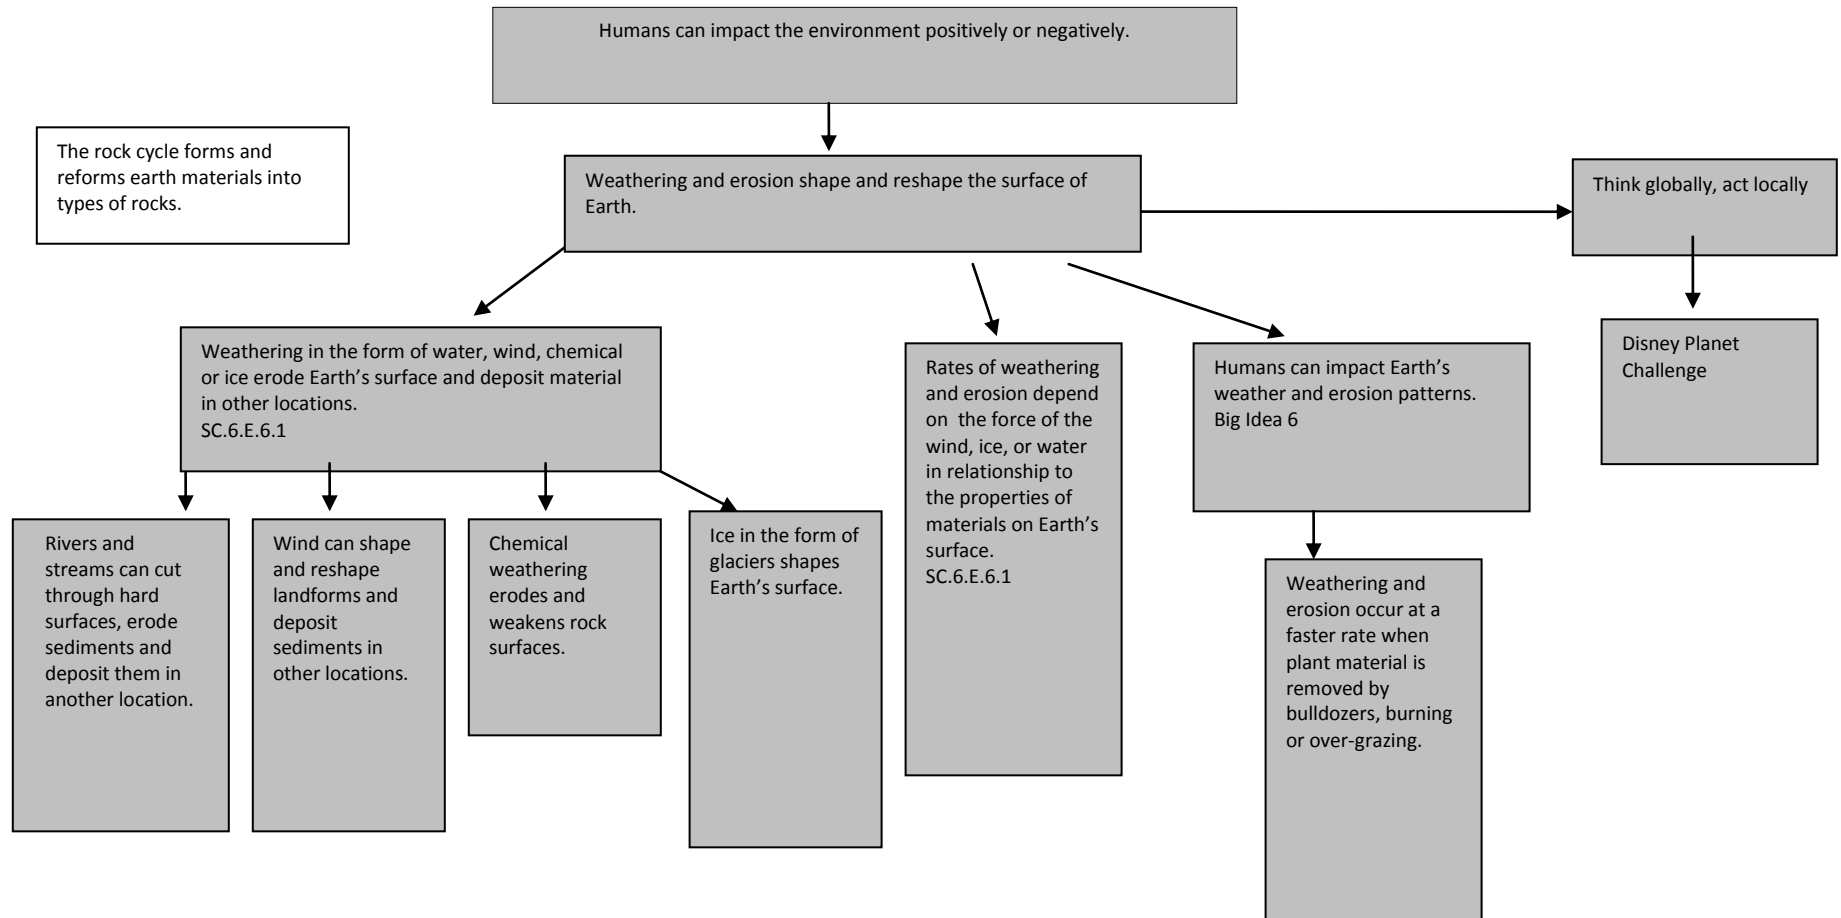 Humans can impact the environment positively or negatively.
The rock cycle forms and
reforms earth materials into
types of rocks.
Weathering and erosion shape and reshape the surface of
Earth.
Think globally, act locally
Weathering in the form of water, wind, chemical
or ice erode Earth's surface and deposit material
in other locations.
SC.6.E.6.1
Rates of weathering
and erosion depend
on  the force of the
wind, ice, or water
in relationship to
the properties of
materials on Earth's
surface.
SC.6.E.6.1
Humans can impact Earth's
weather and erosion patterns.
Big Idea 6
Disney Planet
Challenge
Rivers and
streams can cut
through hard
surfaces, erode
sediments and
deposit them in
another location.
Wind can shape
and reshape
landforms and
deposit
sediments in
other locations.
Chemical
weathering
erodes and
weakens rock
surfaces.
Ice in the form of
glaciers shapes
Earth's surface.
Weathering and
erosion occur at a
faster rate when
plant material is
removed by
bulldozers, burning
or over-grazing.